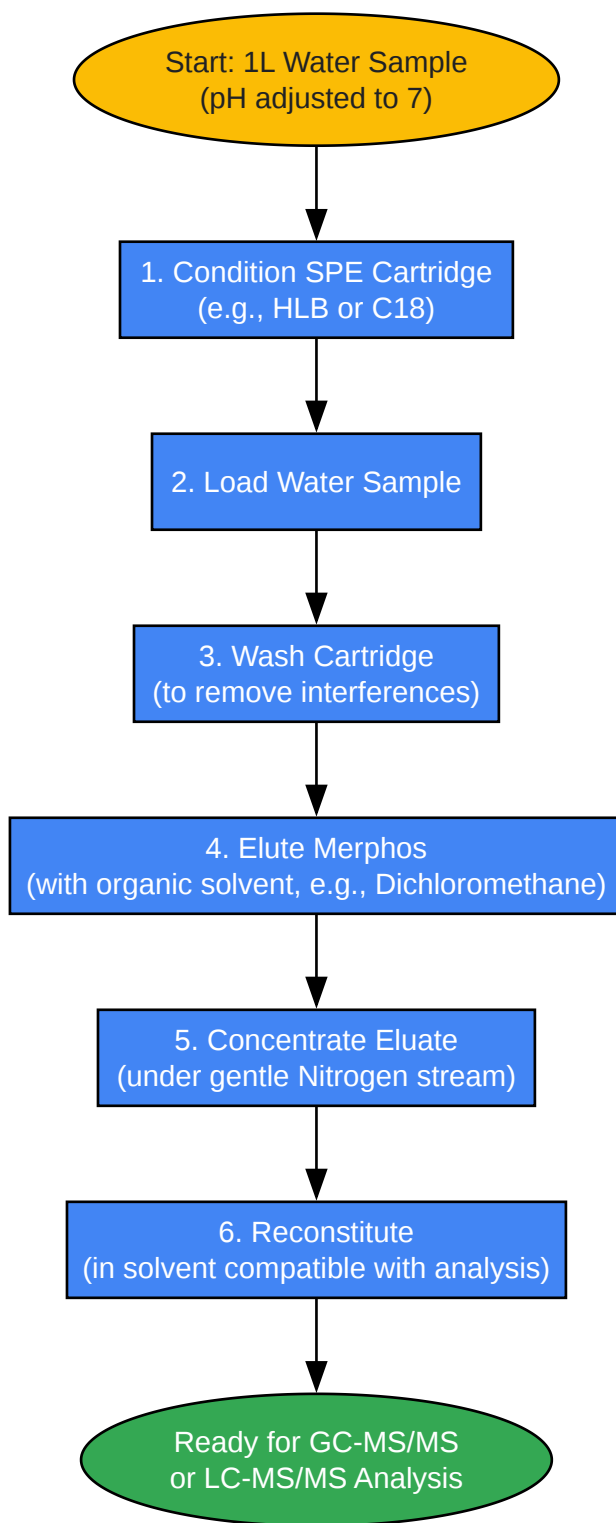 Start: 1L Water Sample
(pH adjusted to 7)
1. Condition SPE Cartridge
(e.g., HLB or C18)
2. Load Water Sample
3. Wash Cartridge
(to remove interferences)
4. Elute Merphos
(with organic solvent, e.g., Dichloromethane)
5. Concentrate Eluate
(under gentle Nitrogen stream)
6. Reconstitute
(in solvent compatible with analysis)
Ready for GC-MS/MS
or LC-MS/MS Analysis